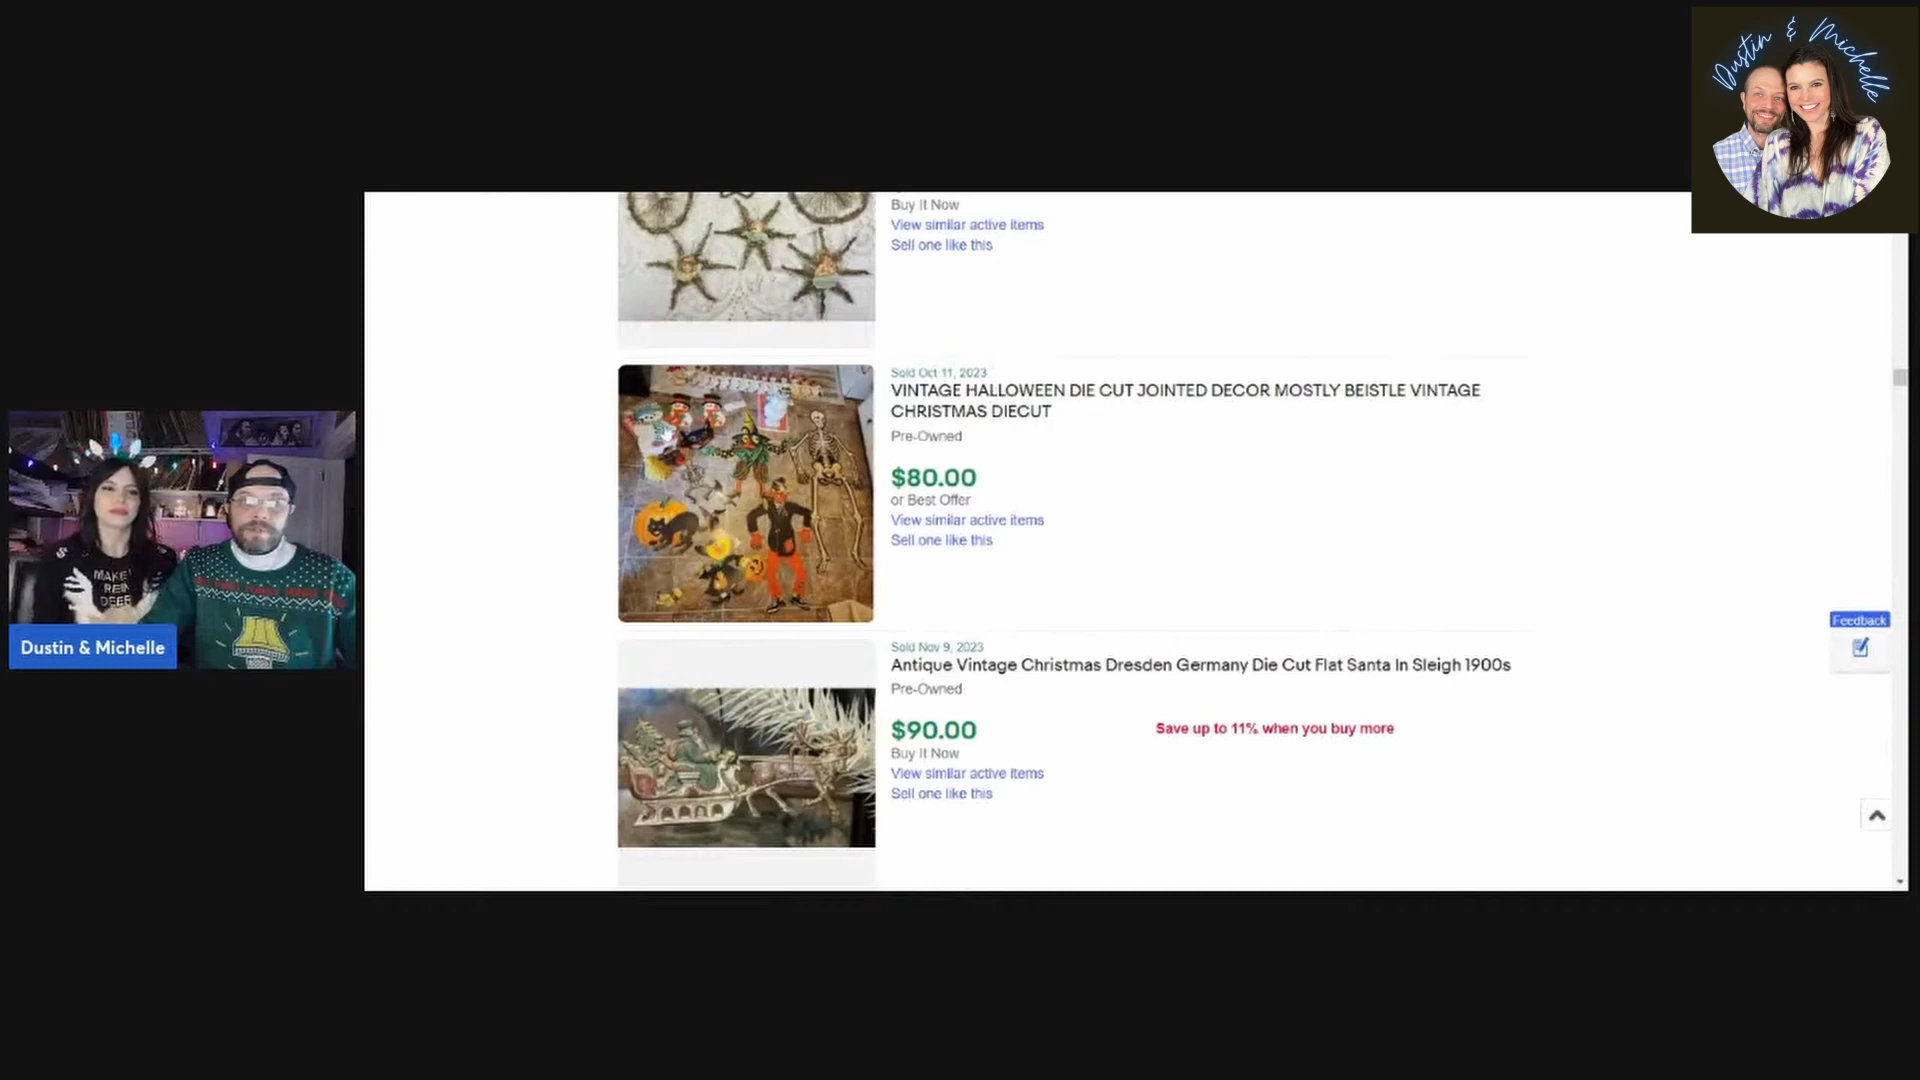 Dustin & Michelle
Buy It Now
View similar active items
Sell one like this
Sold Oct 11, 2023
VINTAGE HALLOWEEN DIE CUT JOINTED DECOR MOSTLY BEISTLE VINTAGE
CHRISTMAS DIECUT
Pre-Owned
$80.00
or Best Offer
View similar active items
Sell one like this
MAKE
REIN
DEER
Dustin & Michelle
Feedback
Sold Nov 9, 2023
Antique Vintage Christmas Dresden Germany Die Cut Flat Santa In Sleigh 1900s
Pre-Owned
$90.00
Save up to 11% when you buy more
Buy It Now
View similar active items
Sell one like this